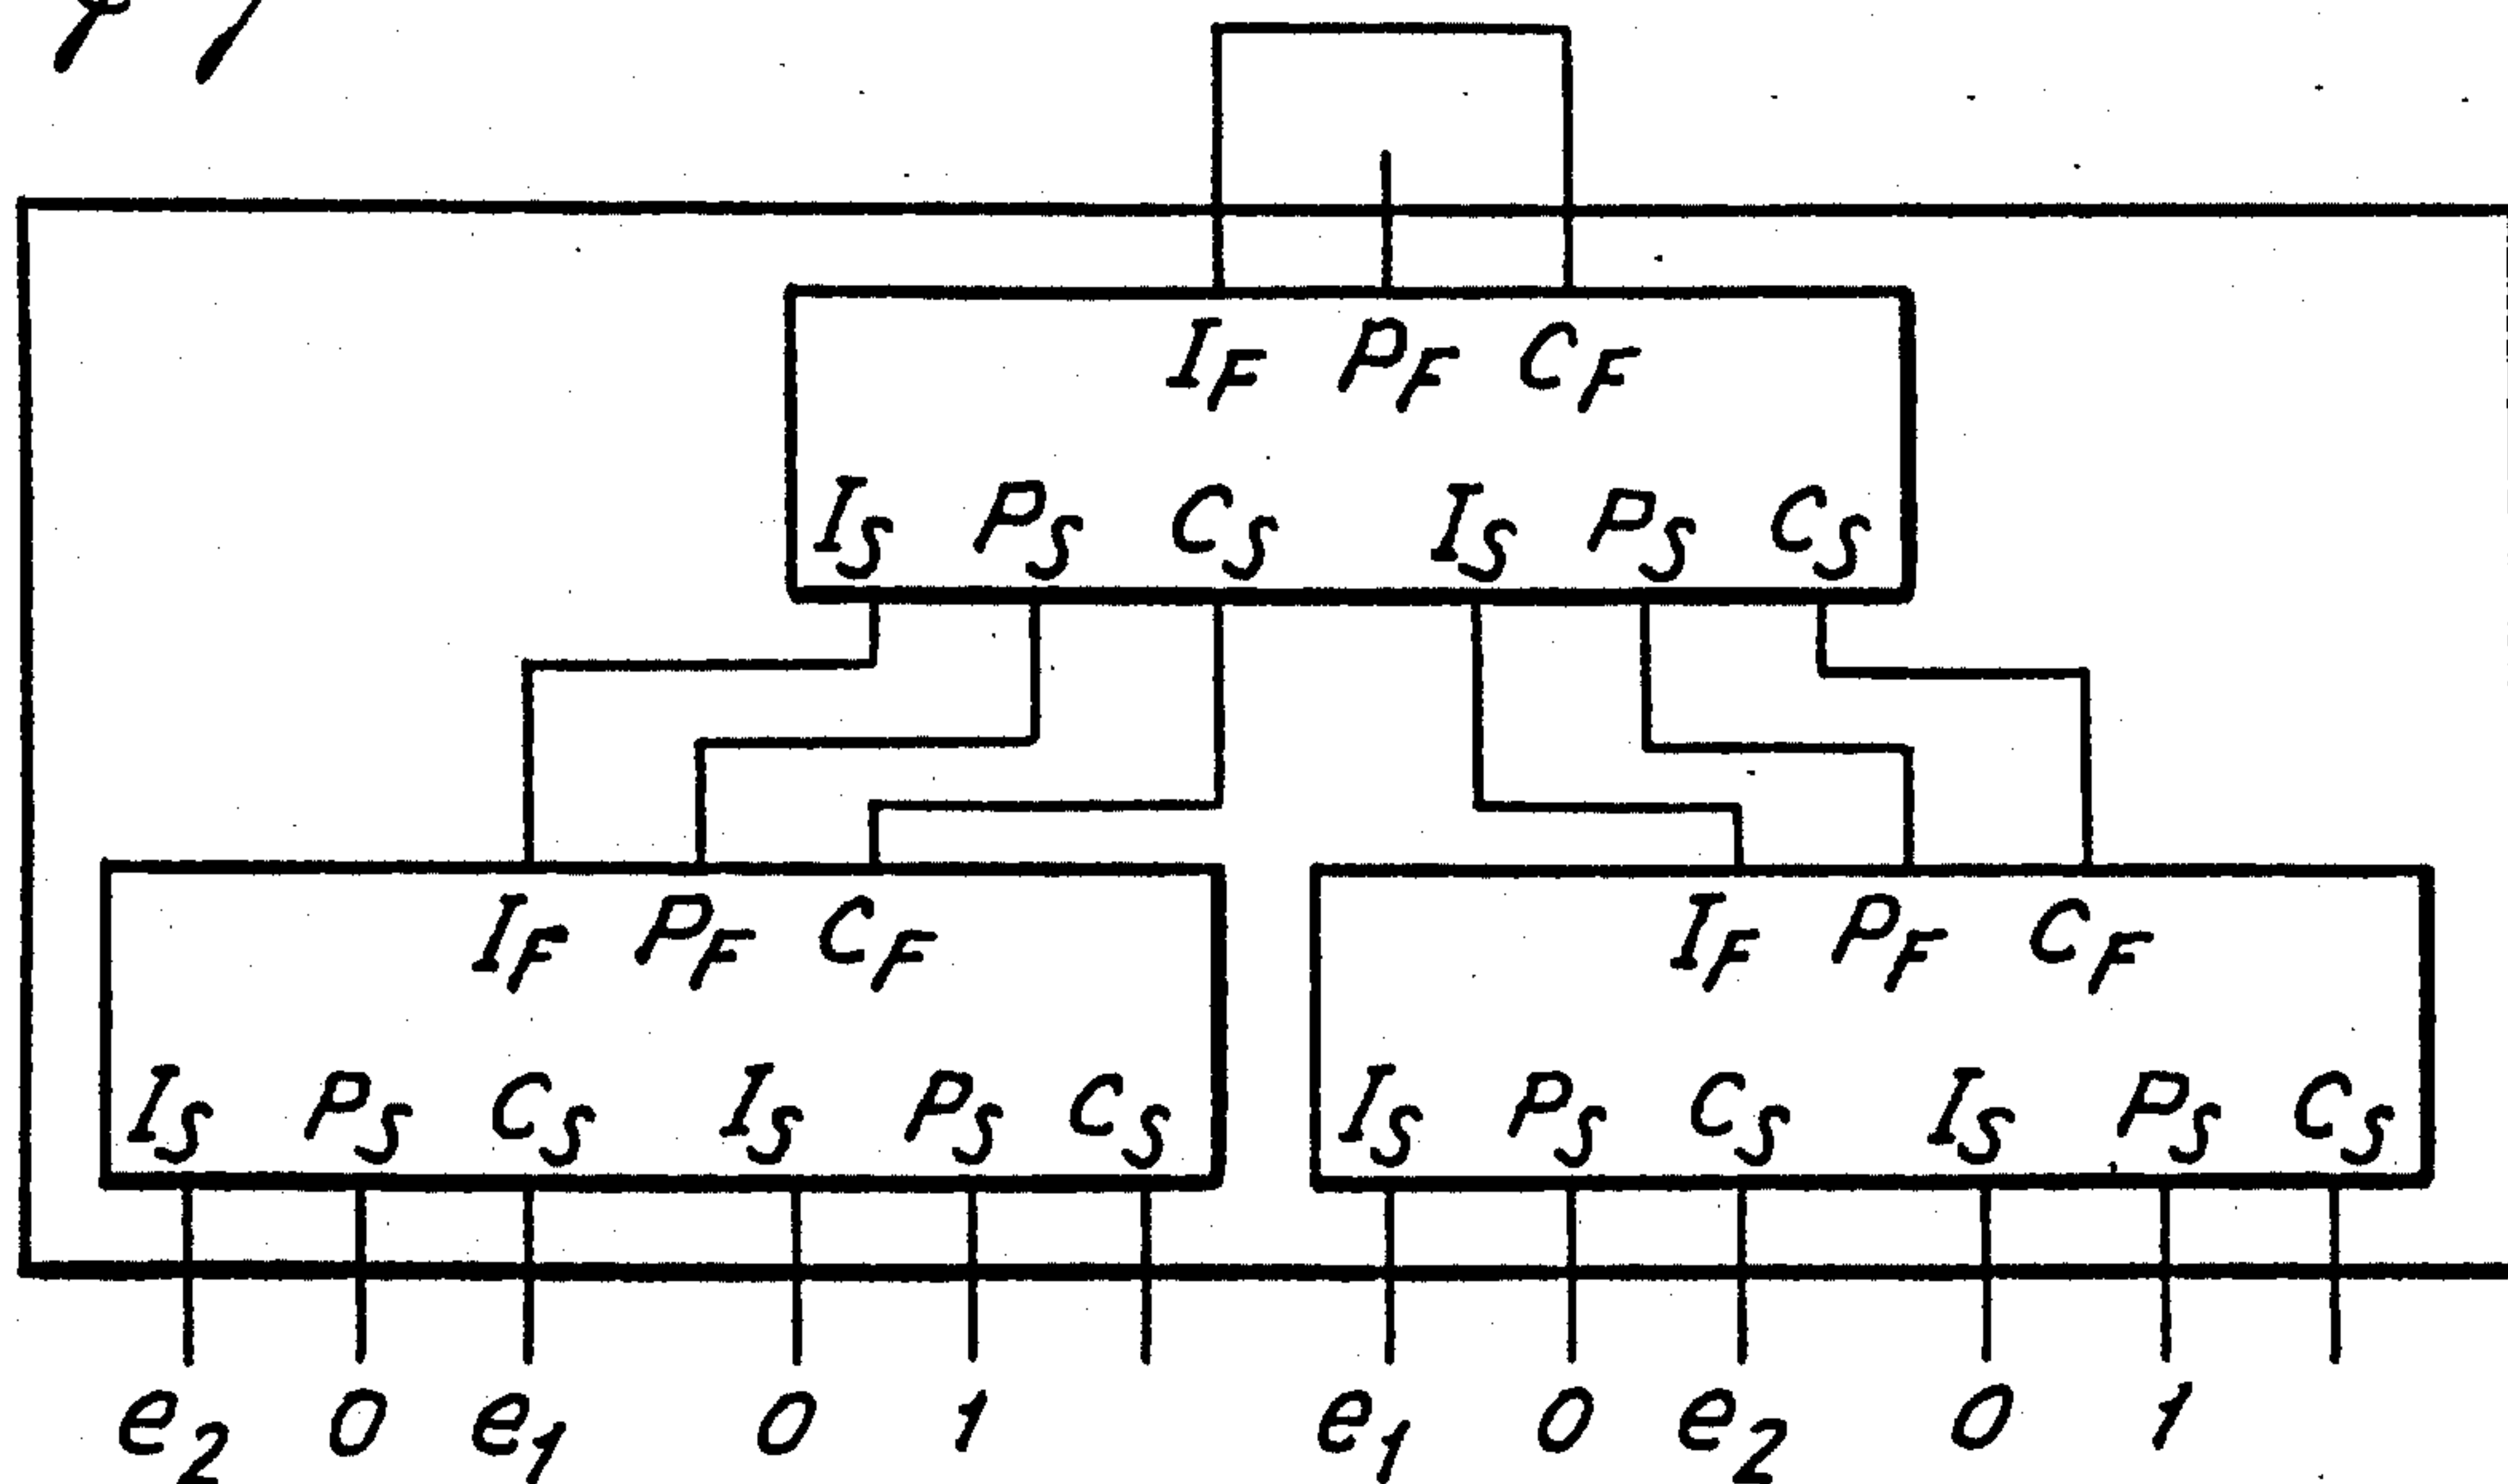 I_F P_F C_F
I_S P_S C_S I_S P_S C_S
I_F P_F C_F I_F P_F C_F
I_S P_S C_S I_S P_S C_S I_S P_S C_S I_S P_S C_S
e_2 0 e_1 0 1 e_1 0 e_2 0 1